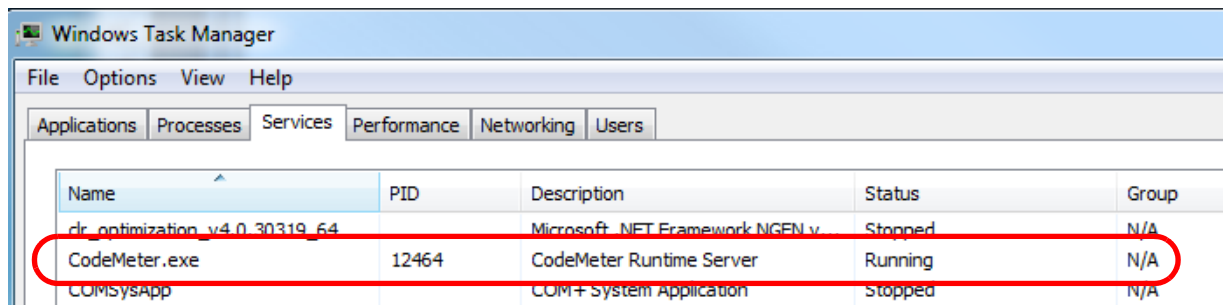 Windows Task Manager
File Options View Help
Applications Processes Services Performance Networking Users
Name PID Description Status Group
clr_optimization_v4.0.30319_64 Microsoft .NET Framework NGEN v... Stopped N/A
CodeMeter.exe 12464 CodeMeter Runtime Server Running N/A
COMSysApp COM+ System Application Stopped N/A